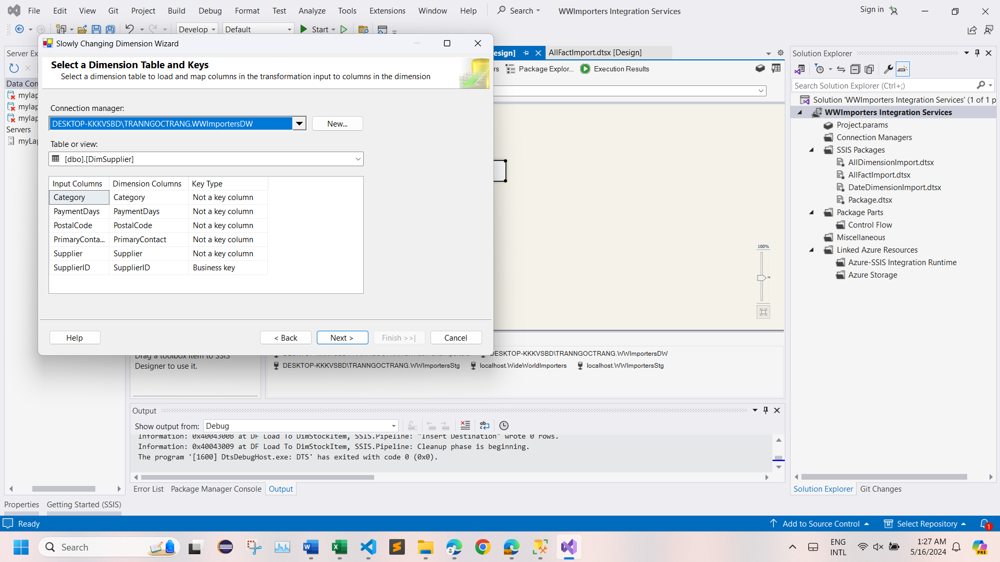 File Edit View Git Project Build Debug Format Test Analyze Tools Extensions Window Help Search WWImporters Integration Services Sign in
Develop Default Start
Slowly Changing Dimension Wizard
Select a Dimension Table and Keys
Select a dimension table to load and map columns in the transformation input to columns in the dimension
Connection manager:
DESKTOP-KKKVSBD\TRANNGOCTRANG.WWImportersDW New...
Table or view:
[dbo].[DimSupplier]
Input Columns Dimension Columns Key Type
Category Category Not a key column
PaymentDays PaymentDays Not a key column
PostalCode PostalCode Not a key column
PrimaryConta... PrimaryContact Not a key column
Supplier Supplier Not a key column
SupplierID SupplierID Business key
Help < Back Next > Finish >>| Cancel
Server Ex
Data Con
mylap
mylap
mylap
Servers
myLap
esign] AllFactImport.dtsx [Design]
rs Package Explor... Execution Results
100%
Drag a toolbox item to SSIS
Designer to use it.
DESKTOP-KKKVSBD\TRANNGOCTRANG.WWImportersDW
DESKTOP-KKKVSBD\TRANNGOCTRANG.WWImportersStg localhost.WideWorldImporters localhost.WWImportersStg
Output
Show output from: Debug
Information: 0x4004300B at DF Load To DimStockItem, SSIS.Pipeline: "Insert Destination" wrote 0 rows.
Information: 0x40043009 at DF Load To DimStockItem, SSIS.Pipeline: Cleanup phase is beginning.
The program '[1600] DtsDebugHost.exe: DTS' has exited with code 0 (0x0).
Error List Package Manager Console Output
Solution Explorer
Search Solution Explorer (Ctrl+;)
Solution 'WWImporters Integration Services' (1 of 1 p
WWImporters Integration Services
Project.params
Connection Managers
SSIS Packages
AllDimensionImport.dtsx
AllFactImport.dtsx
DateDimensionImport.dtsx
Package.dtsx
Package Parts
Control Flow
Miscellaneous
Linked Azure Resources
Azure-SSIS Integration Runtime
Azure Storage
Solution Explorer Git Changes
Properties Getting Started (SSIS)
Ready Add to Source Control Select Repository 1
Search ENG 1:27 AM
INTL 5/16/2024
PRE